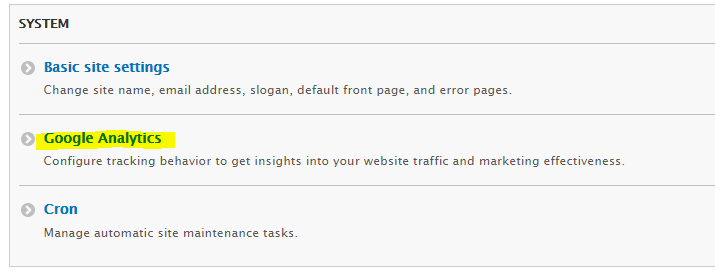 SYSTEM
Basic site settings
Change site name, email address, slogan, default front page, and error pages.
Google Analytics
Configure tracking behavior to get insights into your website traffic and marketing effectiveness.
Cron
Manage automatic site maintenance tasks.